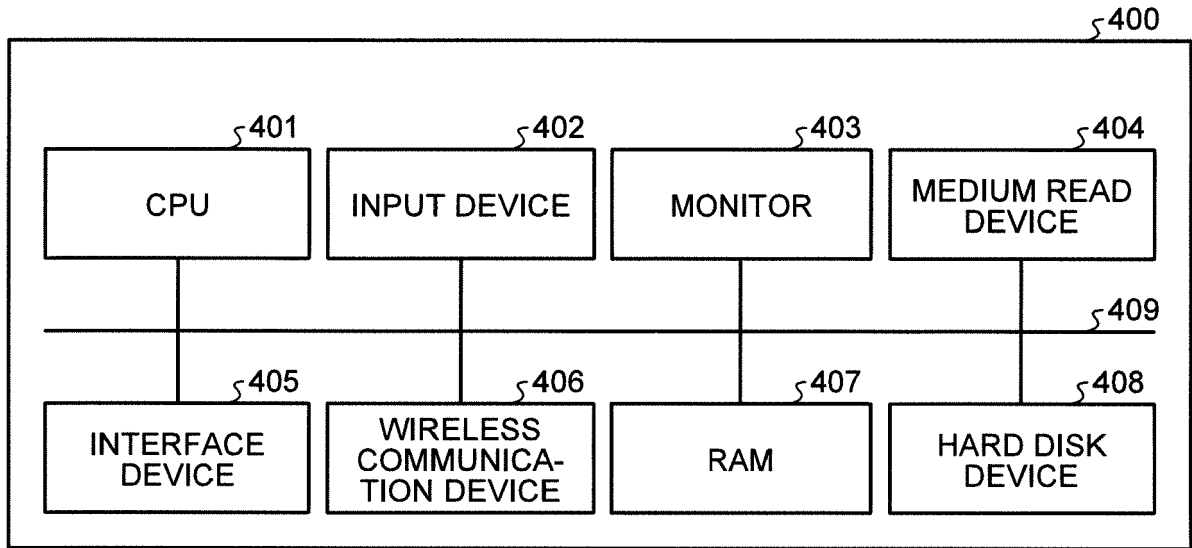 400
401
402
403
404
CPU
INPUT DEVICE
MONITOR
MEDIUM READ
DEVICE
409
405
406
407
408
INTERFACE
DEVICE
WIRELESS
COMMUNICA-
TION DEVICE
RAM
HARD DISK
DEVICE